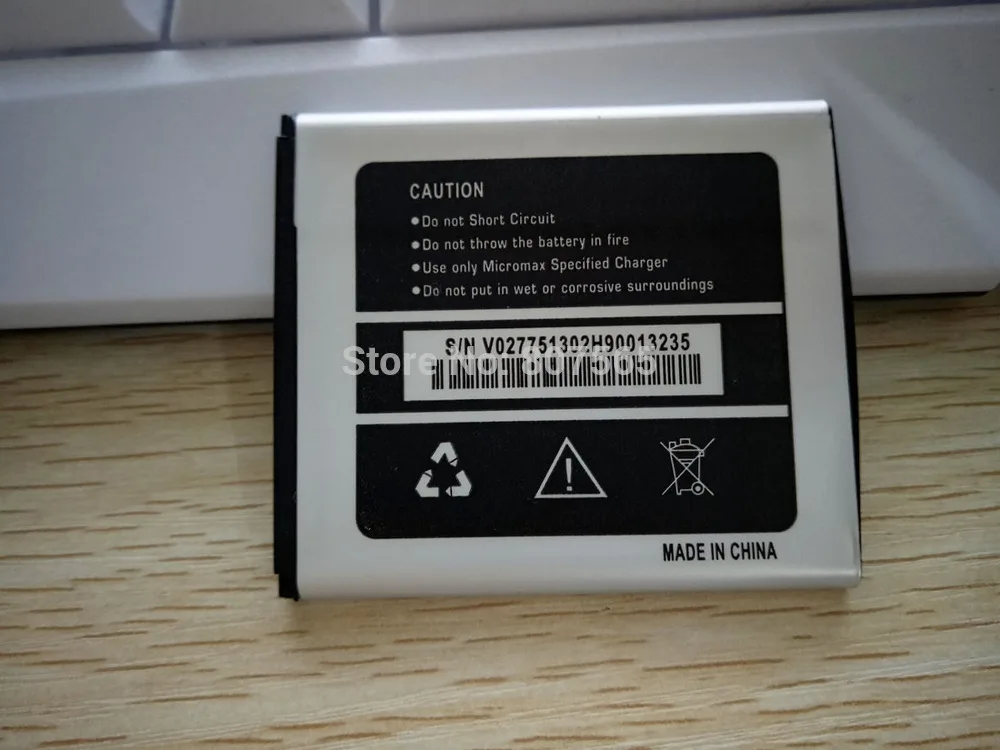 CAUTION
●Do not Short Circuit
●Do not throw the battery in fire
●Use only Micromax Specified Charger
●Do not put in wet or corrosive surroundings
S/N V027751302H90013235
Store No: 807565
MADE IN CHINA